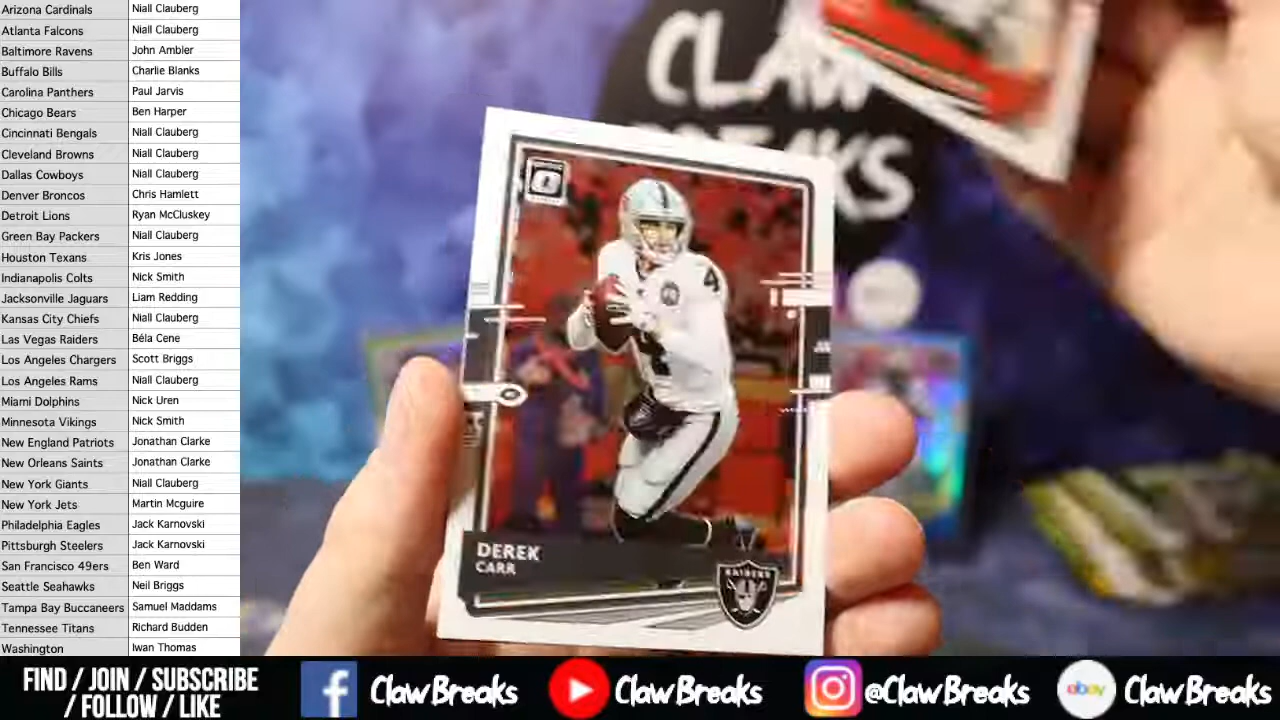 Arizona Cardinals Niall Clauberg
Atlanta Falcons Niall Clauberg
Baltimore Ravens John Ambler
Buffalo Bills Charlie Blanks
Carolina Panthers Paul Jarvis
Chicago Bears Ben Harper
Cincinnati Bengals Niall Clauberg
Cleveland Browns Niall Clauberg
Dallas Cowboys Niall Clauberg
Denver Broncos Chris Hamlett
Detroit Lions Ryan McCluskey
Green Bay Packers Niall Clauberg
Houston Texans Kris Jones
Indianapolis Colts Nick Smith
Jacksonville Jaguars Liam Redding
Kansas City Chiefs Niall Clauberg
Las Vegas Raiders Béla Cene
Los Angeles Chargers Scott Briggs
Los Angeles Rams Niall Clauberg
Miami Dolphins Nick Uren
Minnesota Vikings Nick Smith
New England Patriots Jonathan Clarke
New Orleans Saints Jonathan Clarke
New York Giants Niall Clauberg
New York Jets Martin Mcguire
Philadelphia Eagles Jack Karnovski
Pittsburgh Steelers Jack Karnovski
San Francisco 49ers Ben Ward
Seattle Seahawks Neil Briggs
Tampa Bay Buccaneers Samuel Maddams
Tennessee Titans Richard Budden
Washington Iwan Thomas
CLAW
BREAKS
4
DEREK
CARR
RAIDERS
FIND / JOIN / SUBSCRIBE
/ FOLLOW / LIKE
f ClawBreaks
ClawBreaks
@ClawBreaks
ebay ClawBreaks